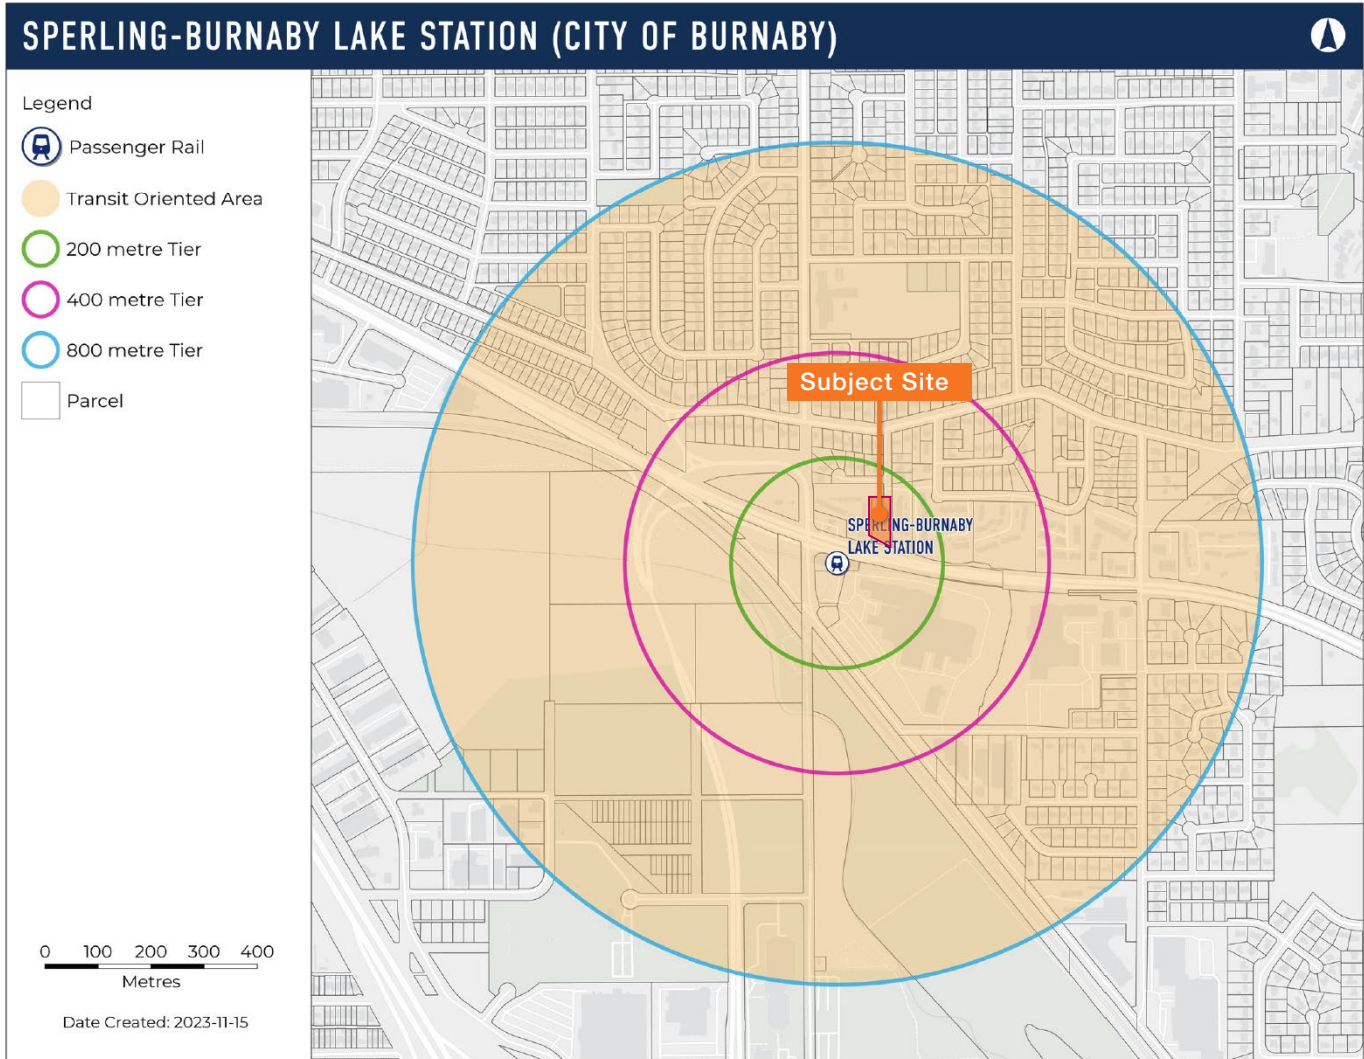 SPERLING-BURNABY LAKE STATION (CITY OF BURNABY)
Legend
Passenger Rail
Transit Oriented Area
200 metre Tier
400 metre Tier
800 metre Tier
Parcel
Subject Site
SPERLING-BURNABY
LAKE STATION
0 100 200 300 400
Metres
Date Created: 2023-11-15